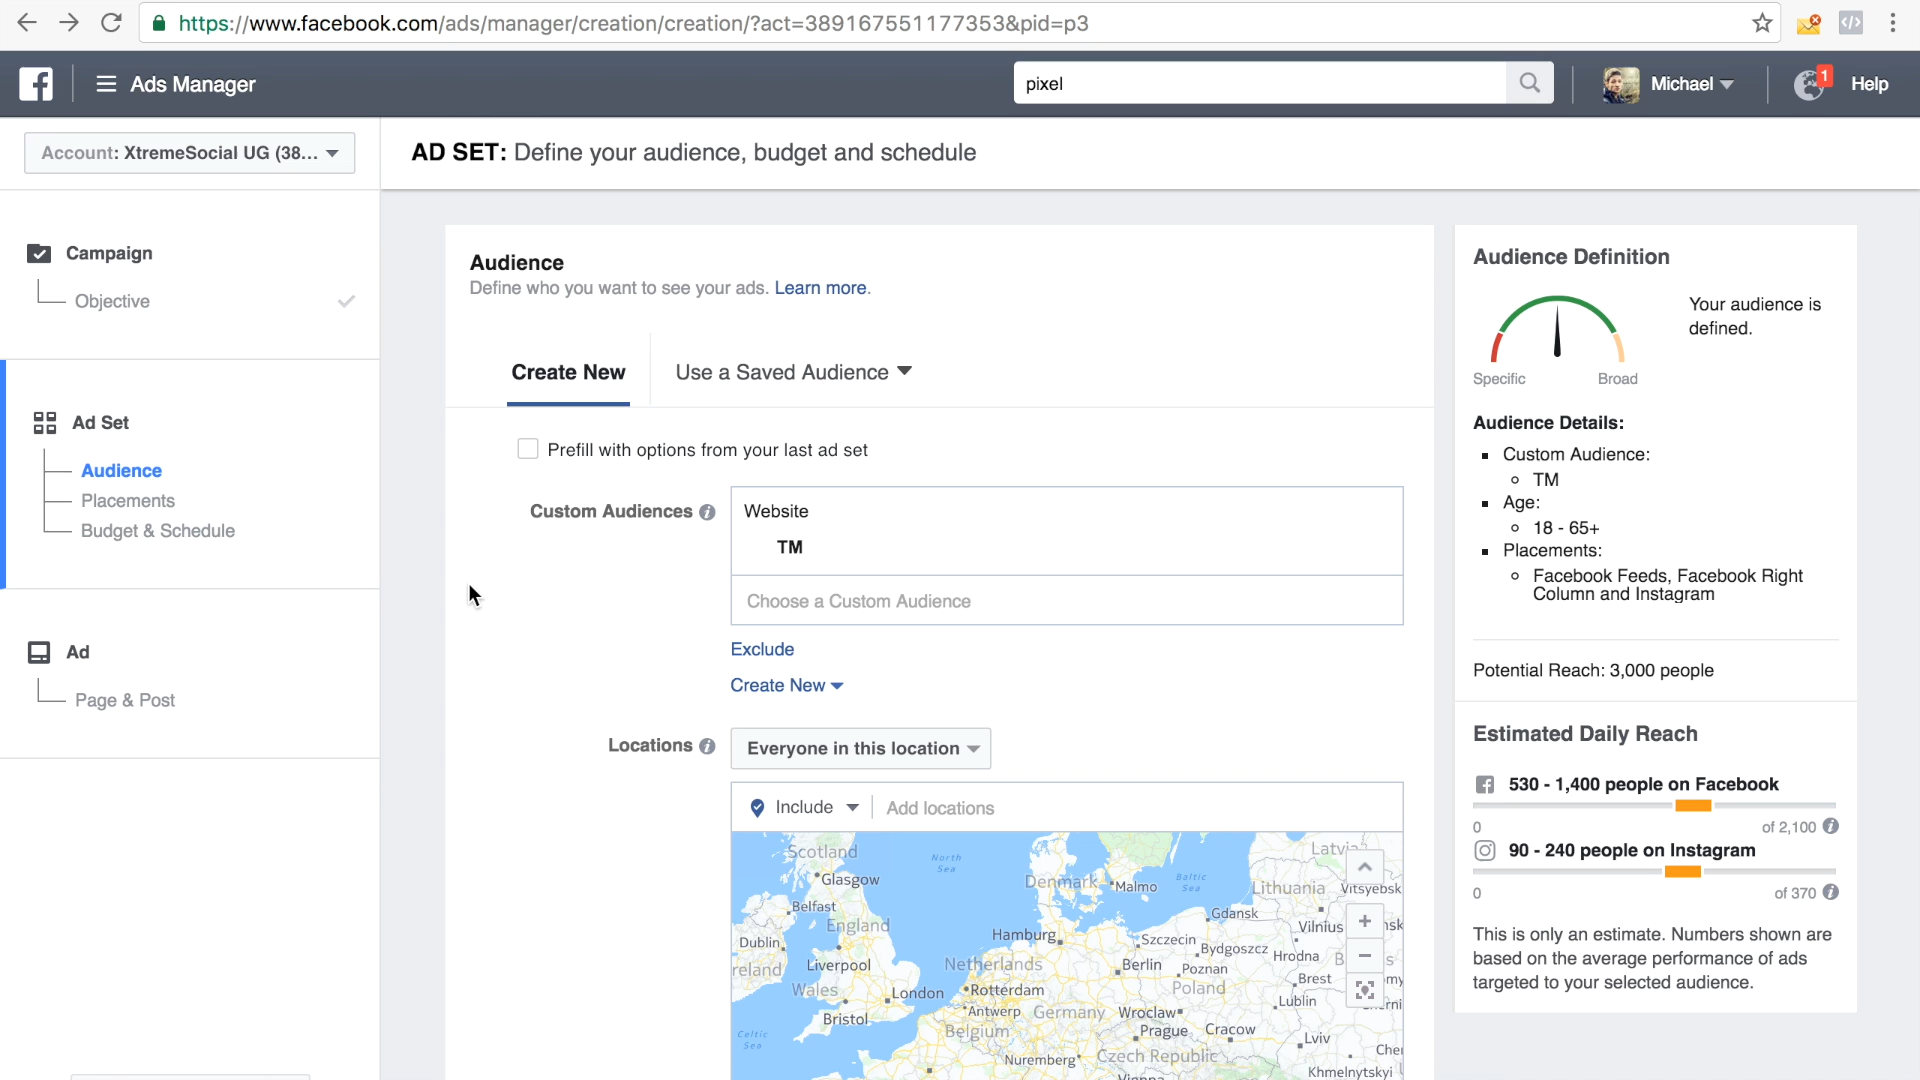 https://www.facebook.com/ads/manager/creation/creation/?act=389167551177353&pid=p3
Ads Manager
pixel
Michael
1
Help
Account: XtremeSocial UG (38...
AD SET: Define your audience, budget and schedule
Campaign
Objective
Ad Set
Audience
Placements
Budget & Schedule
Ad
Page & Post
Audience
Define who you want to see your ads. Learn more.
Create New
Use a Saved Audience
Prefill with options from your last ad set
Custom Audiences
Website
TM
Choose a Custom Audience
Exclude
Create New
Locations
Everyone in this location
Include
Add locations
Scotland
North
Sea
Latvia
Glasgow
Denmark
Malmo
Baltic
Sea
Lithuania
Vitsyebsk
Belfast
England
Gdansk
Vilnius
nsk
Dublin
Hamburg
Szczecin
Bydgoszcz
Hrodna
B
s
reland
Liverpool
Netherlands
Berlin
Poznan
Brest
my
Wales
London
Rotterdam
Poland
Lublin
Bristol
Antwerp
Germany
Wroclaw
Celtic
Sea
Belgium
Prague
Cracow
Lviv
Nuremberg
Czech Republic
Khmelnytskyi
Audience Definition
Your audience is
defined.
Specific
Broad
Audience Details:
Custom Audience:
TM
Age:
18 - 65+
Placements:
Facebook Feeds, Facebook Right
Column and Instagram
Potential Reach: 3,000 people
Estimated Daily Reach
530 - 1,400 people on Facebook
0
of 2,100
90 - 240 people on Instagram
0
of 370
This is only an estimate. Numbers shown are
based on the average performance of ads
targeted to your selected audience.